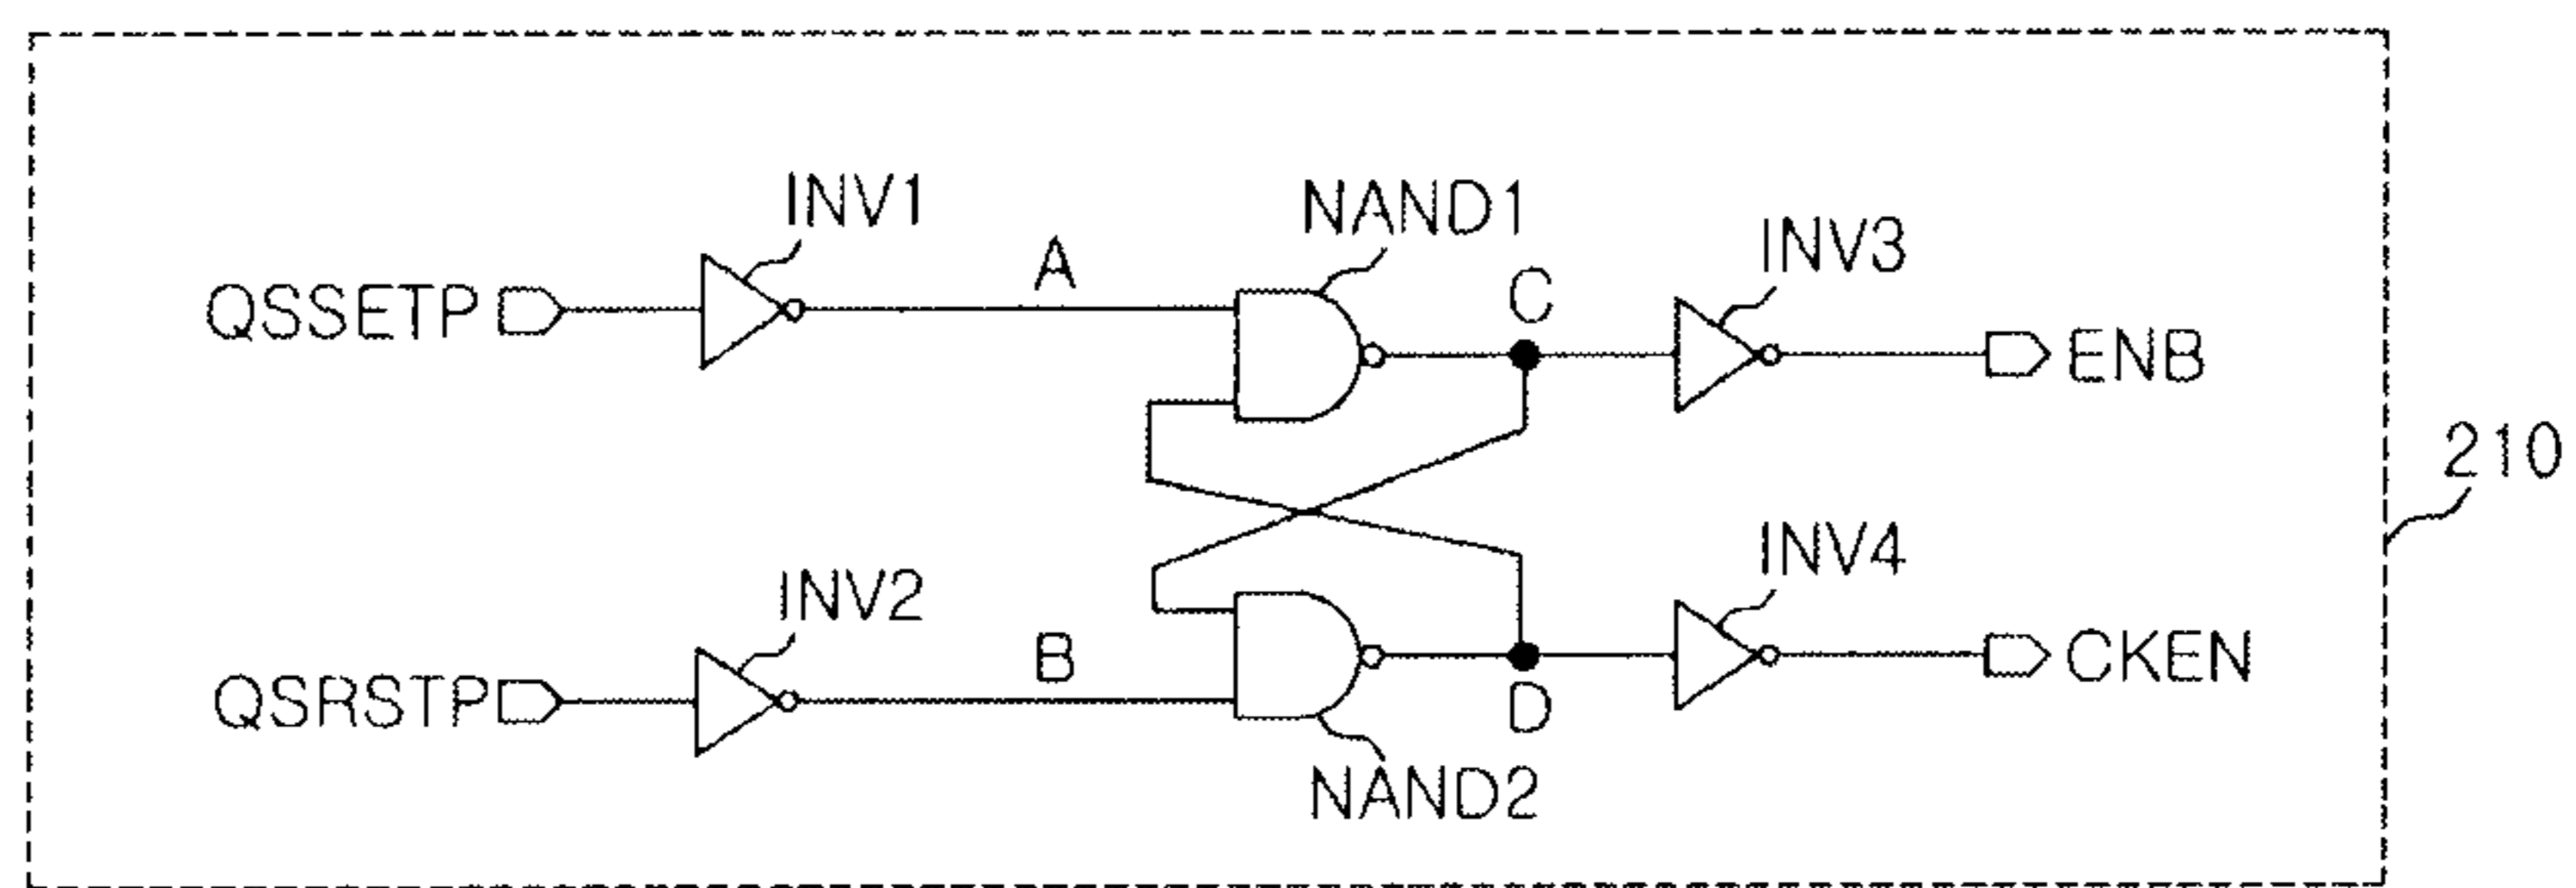 INV1
NAND1
INV3
A
C
QSSETP
ENB
210
INV2
INV4
B
QSRSTP
D
CKEN
NAND2